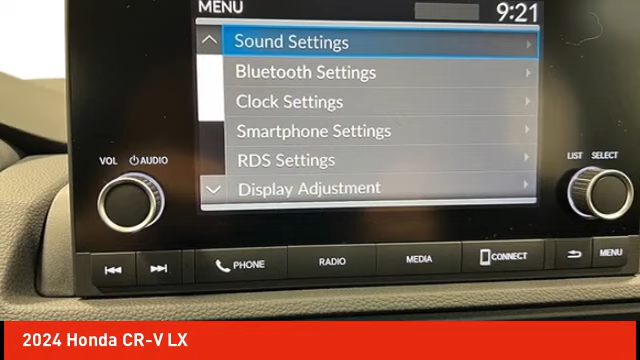 MENU 9:21
Sound Settings
Bluetooth Settings
Clock Settings
Smartphone Settings
RDS Settings
Display Adjustment
VOL AUDIO
LIST SELECT
PHONE RADIO MEDIA CONNECT MENU
2024 Honda CR-V LX